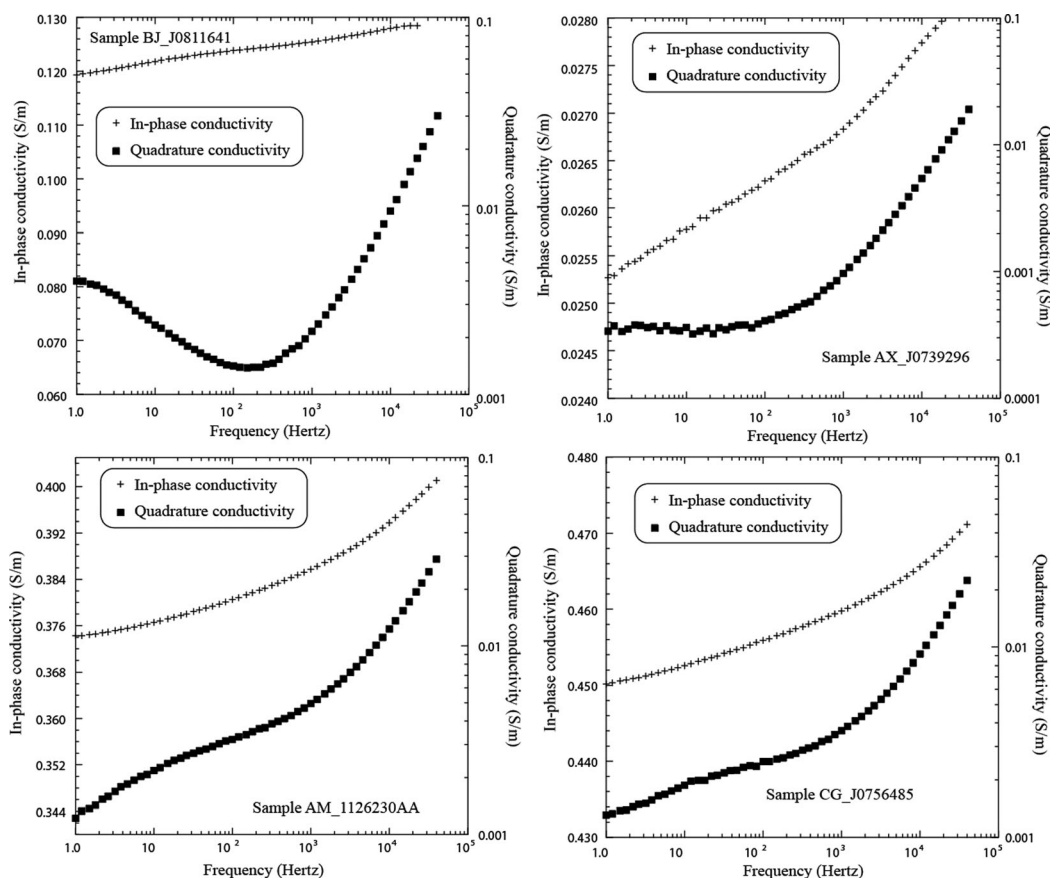 Sample BJ_J0811641
In-phase conductivity
Quadrature conductivity
In-phase conductivity (S/m)
0.130
0.120
0.110
0.100
0.090
0.080
0.070
0.060
Quadrature conductivity (S/m)
0.1
0.01
0.001
1.0 10 10² 10³ 10⁴ 10⁵
Frequency (Hertz)
In-phase conductivity
Quadrature conductivity
Sample AX_J0739296
In-phase conductivity (S/m)
0.0280
0.0275
0.0270
0.0265
0.0260
0.0255
0.0250
0.0245
0.0240
Quadrature conductivity (S/m)
0.1
0.01
0.001
0.0001
1.0 10 10² 10³ 10⁴ 10⁵
Frequency (Hertz)
In-phase conductivity
Quadrature conductivity
Sample AM_1126230AA
In-phase conductivity (S/m)
0.400
0.392
0.384
0.376
0.368
0.360
0.352
0.344
Quadrature conductivity (S/m)
0.1
0.01
0.001
1.0 10 10² 10³ 10⁴ 10⁵
Frequency (Hertz)
In-phase conductivity
Quadrature conductivity
Sample CG_J0756485
In-phase conductivity (S/m)
0.480
0.470
0.460
0.450
0.440
0.430
Quadrature conductivity (S/m)
0.1
0.01
0.001
1.0 10 10² 10³ 10⁴ 10⁵
Frequency (Hertz)